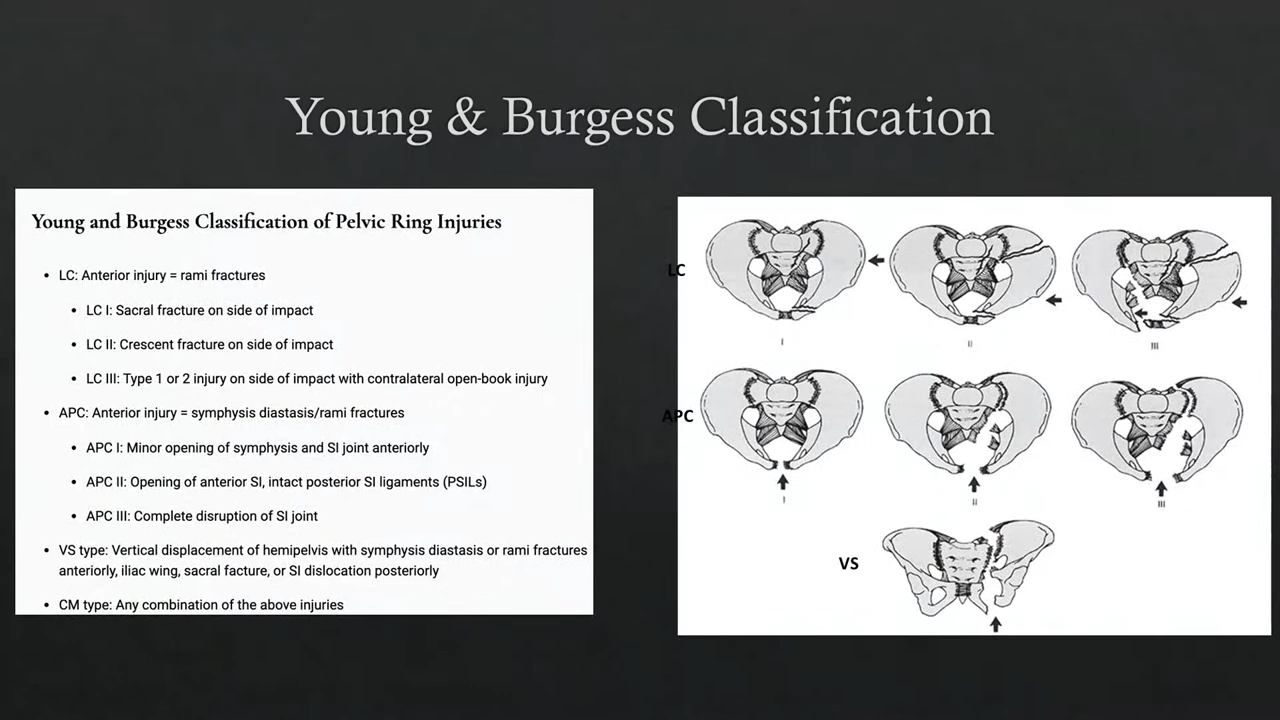 Young & Burgess Classification
Young and Burgess Classification of Pelvic Ring Injuries
• LC: Anterior injury = rami fractures
• LC I: Sacral fracture on side of impact
• LC II: Crescent fracture on side of impact
• LC III: Type 1 or 2 injury on side of impact with contralateral open-book injury
• APC: Anterior injury = symphysis diastasis/rami fractures
• APC I: Minor opening of symphysis and SI joint anteriorly
• APC II: Opening of anterior SI, intact posterior SI ligaments (PSILs)
• APC III: Complete disruption of SI joint
• VS type: Vertical displacement of hemipelvis with symphysis diastasis or rami fractures
anteriorly, iliac wing, sacral facture, or SI dislocation posteriorly
• CM type: Any combination of the above injuries
LC
I II III
APC
I II III
VS